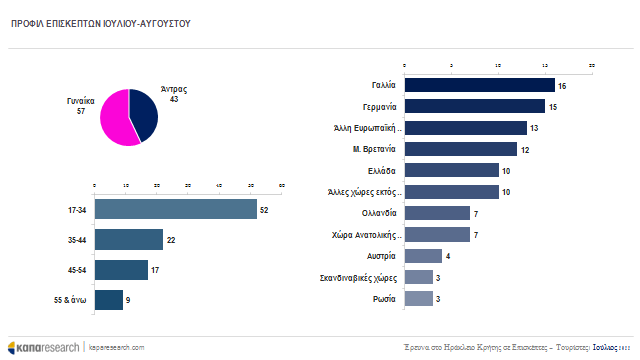 ΠΡΟΦΙΛ ΕΠΙΣΚΕΠΤΩΝ ΙΟΥΛΙΟΥ-ΑΥΓΟΥΣΤΟΥ
Γυναίκα
57
Άντρας
43
0 10 20 30 40 50 60
17-34 52
35-44 22
45-54 17
55 & άνω 9
0 5 10 15 20
Γαλλία 16
Γερμανία 15
Άλλη Ευρωπαϊκή .. 13
Μ. Βρετανία 12
Ελλάδα 10
Άλλες χώρες εκτός .. 10
Ολλανδία 7
Χώρα Ανατολικής .. 7
Αυστρία 4
Σκανδιναβικές χώρες 3
Ρωσία 3
καπαresearch | kaparesearch.com
Έρευνα στο Ηράκλειο Κρήτης σε Επισκέπτες – Τουρίστες| Ιούλιος